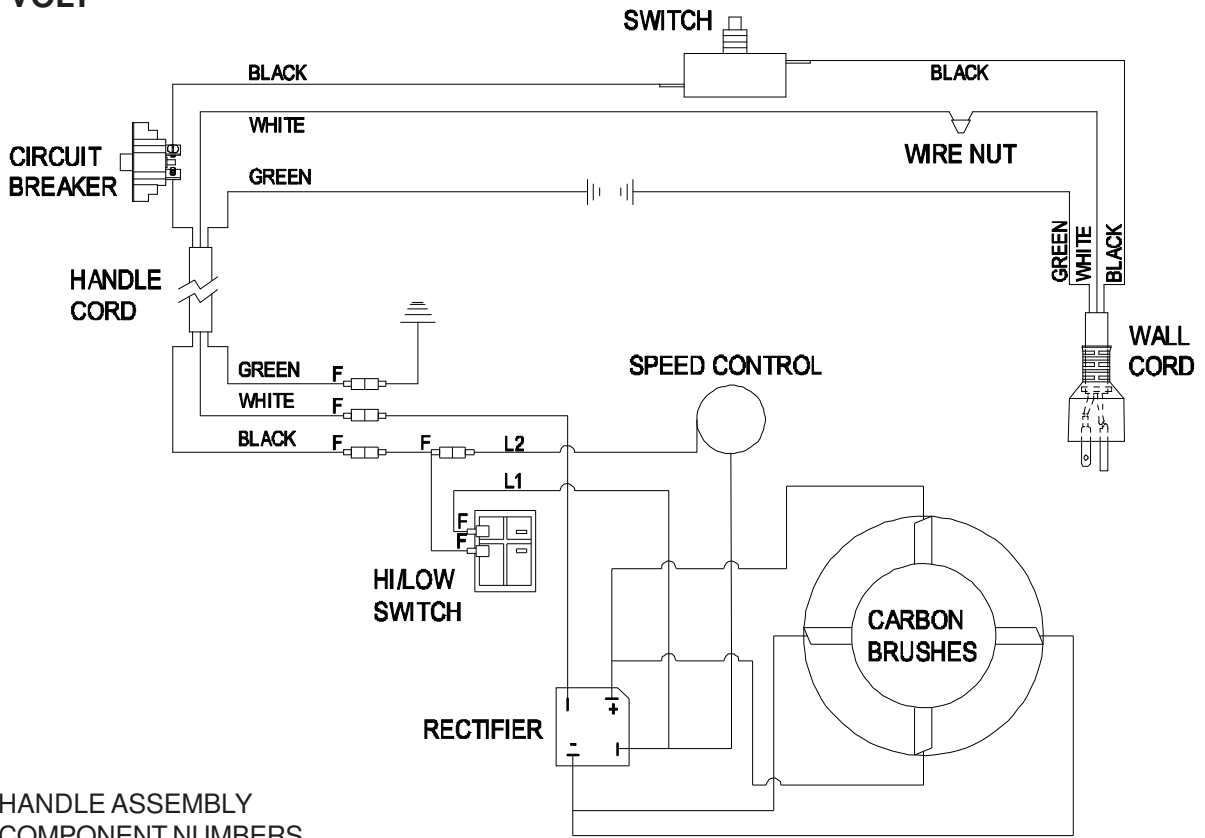 VOLT
SWITCH
BLACK
BLACK
WHITE
WIRE NUT
CIRCUIT
BREAKER
GREEN
GREEN
WHITE
BLACK
HANDLE
CORD
WALL
CORD
SPEED CONTROL
GREEN
F
WHITE
F
BLACK
F
F
L2
L1
F
F
HI/LOW
SWITCH
CARBON
BRUSHES
RECTIFIER
+
-
HANDLE ASSEMBLY
COMPONENT NUMBERS